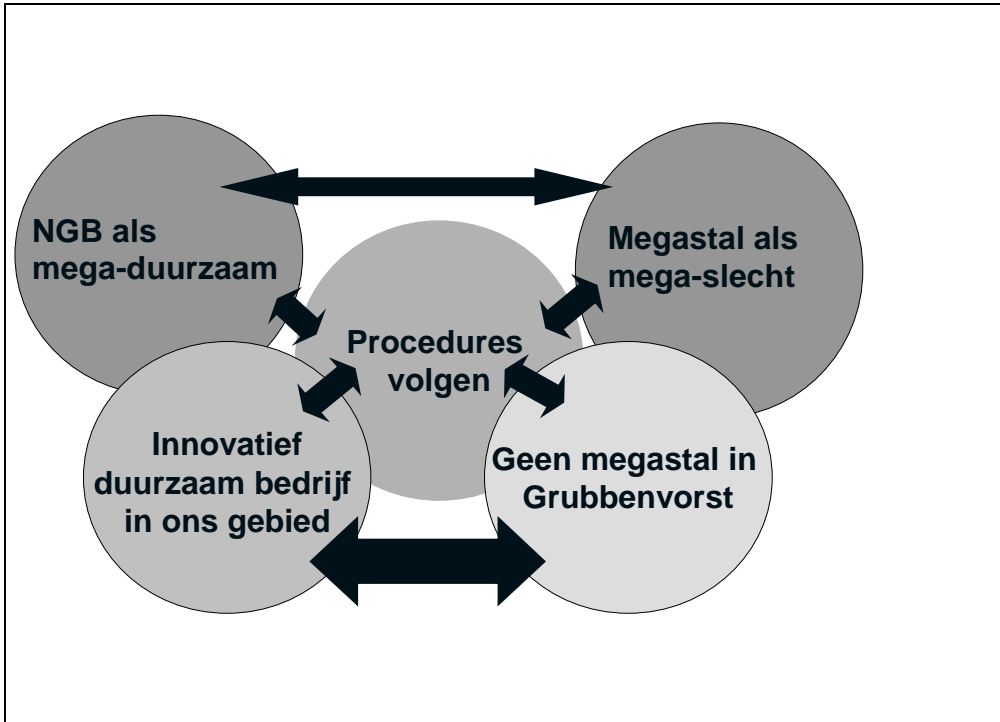 NGB als
mega-duurzaam
Megastal als
mega-slecht
Procedures
volgen
Innovatief
duurzaam bedrijf
in ons gebied
Geen megastal in
Grubbenvorst